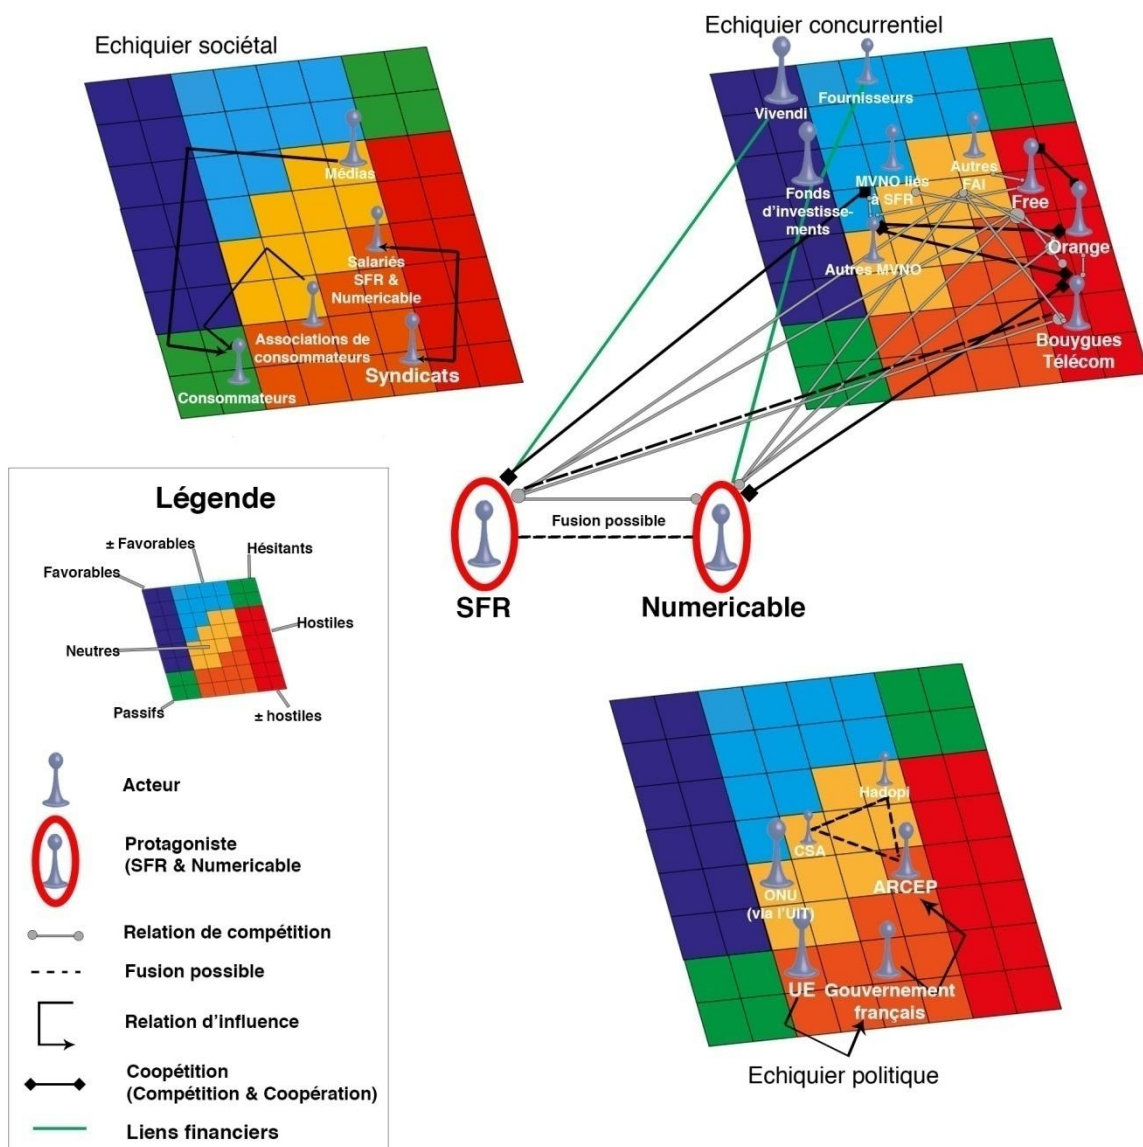 Echiquier sociétal
Médias
Salariés
SFR &
Numericable
Associations de
consommateurs
Syndicats
Consommateurs
Echiquier concurrentiel
Vivendi
Fournisseurs
Fonds
d'investisse-
ments
MVNO liés
à SFR
Autres
FAI
Free
Orange
Autres MVNO
Bouygues
Télécom
Fusion possible
SFR
Numericable
Légende
± Favorables
Hésitants
Favorables
Hostiles
Neutres
Passifs
± hostiles
Acteur
Protagoniste
(SFR & Numericable
Relation de compétition
Fusion possible
Relation d'influence
Coopétition
(Compétition & Coopération)
Liens financiers
Hadopi
CSA
ARCEP
ONU
(via l'UIT)
UE
Gouvernement
français
Echiquier politique